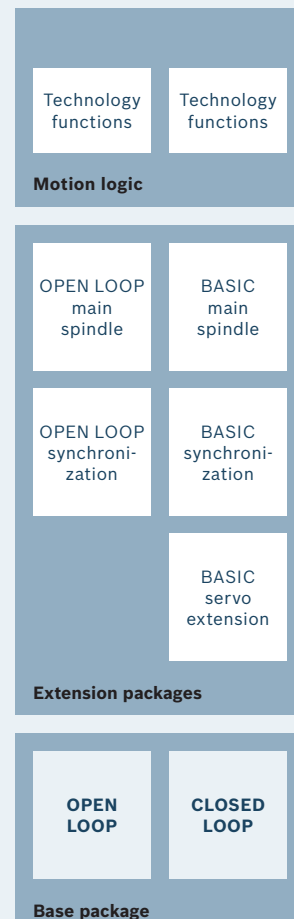 Technology
functions
Technology
functions
Motion logic
OPEN LOOP
main
spindle
BASIC
main
spindle
OPEN LOOP
synchroni-
zation
BASIC
synchroni-
zation
BASIC
servo
extension
Extension packages
OPEN
LOOP
CLOSED
LOOP
Base package